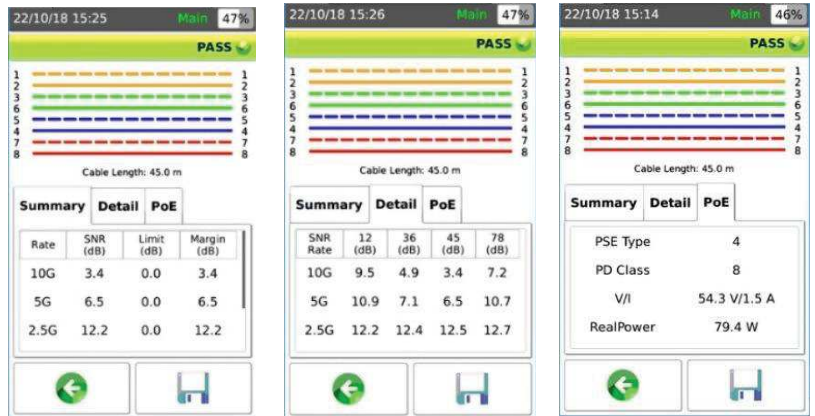 22/10/18 15:25 Main 47%
PASS
1 1
2 2
3 3
6 6
5 5
4 4
7 7
8 8
Cable Length: 45.0 m
Summary Detail PoE
Rate SNR (dB) Limit (dB) Margin (dB)
10G 3.4 0.0 3.4
5G 6.5 0.0 6.5
2.5G 12.2 0.0 12.2
22/10/18 15:26 Main 47%
PASS
1 1
2 2
3 3
6 6
5 5
4 4
7 7
8 8
Cable Length: 45.0 m
Summary Detail PoE
SNR Rate 12 (dB) 36 (dB) 45 (dB) 78 (dB)
10G 9.5 4.9 3.4 7.2
5G 10.9 7.1 6.5 10.7
2.5G 12.2 12.4 12.5 12.7
22/10/18 15:14 Main 46%
PASS
1 1
2 2
3 3
6 6
5 5
4 4
7 7
8 8
Cable Length: 45.0 m
Summary Detail PoE
PSE Type 4
PD Class 8
V/I 54.3 V/1.5 A
RealPower 79.4 W